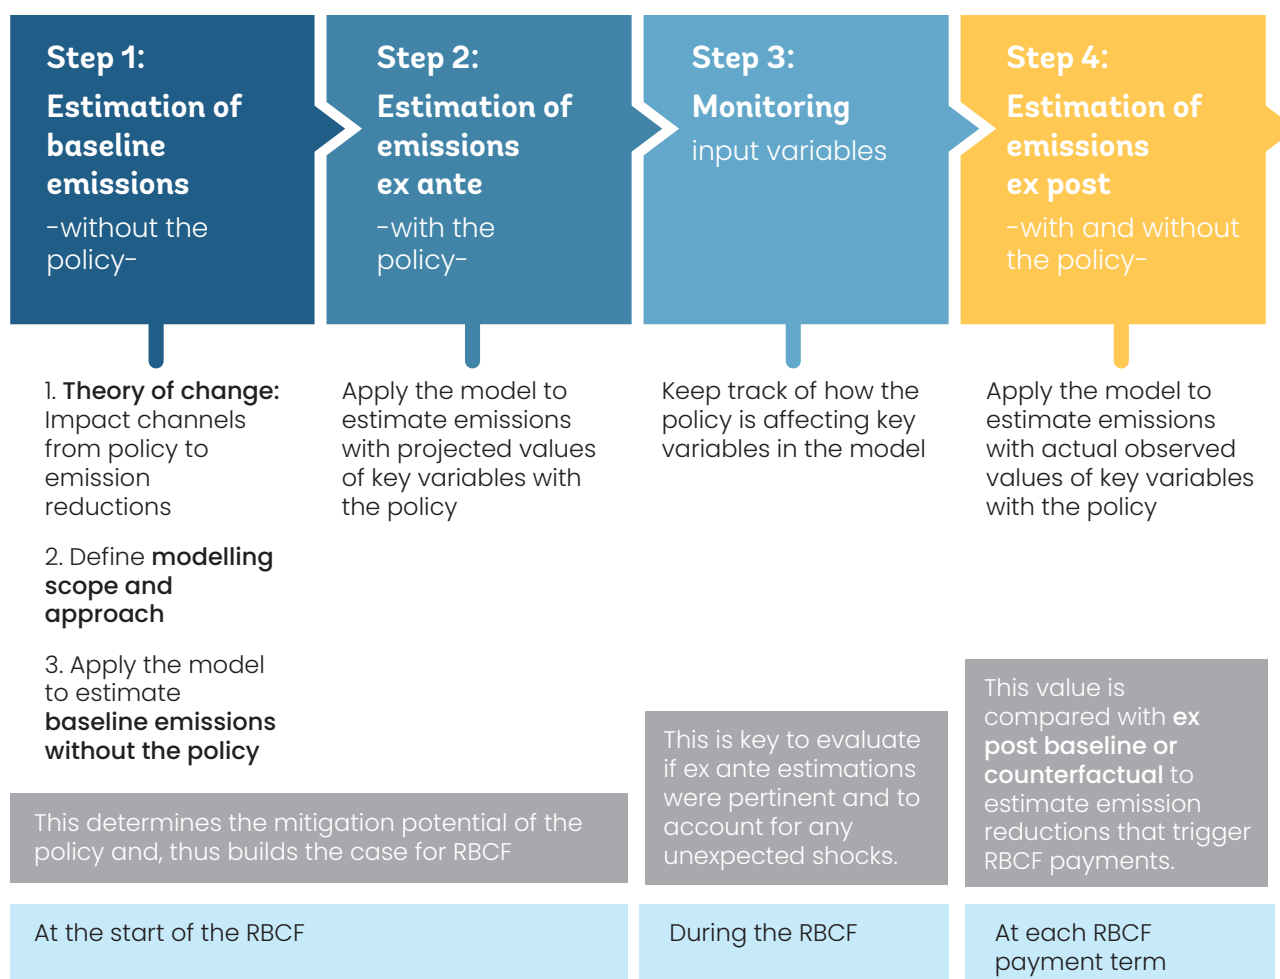 Step 1:
Estimation of
baseline
emissions
-without the
policy-
Step 2:
Estimation of
emissions
ex ante
-with the
policy-
Step 3:
Monitoring
input variables
Step 4:
Estimation of
emissions
ex post
-with and without
the policy-
1. Theory of change:
Impact channels
from policy to
emission
reductions
2. Define modelling
scope and
approach
3. Apply the model
to estimate
baseline emissions
without the policy
Apply the model to
estimate emissions
with projected values
of key variables with
the policy
Keep track of how the
policy is affecting key
variables in the model
Apply the model to
estimate emissions
with actual observed
values of key variables
with the policy
This determines the mitigation potential of the
policy and, thus builds the case for RBCF
This is key to evaluate
if ex ante estimations
were pertinent and to
account for any
unexpected shocks.
This value is
compared with ex
post baseline or
counterfactual to
estimate emission
reductions that trigger
RBCF payments.
At the start of the RBCF
During the RBCF
At each RBCF
payment term